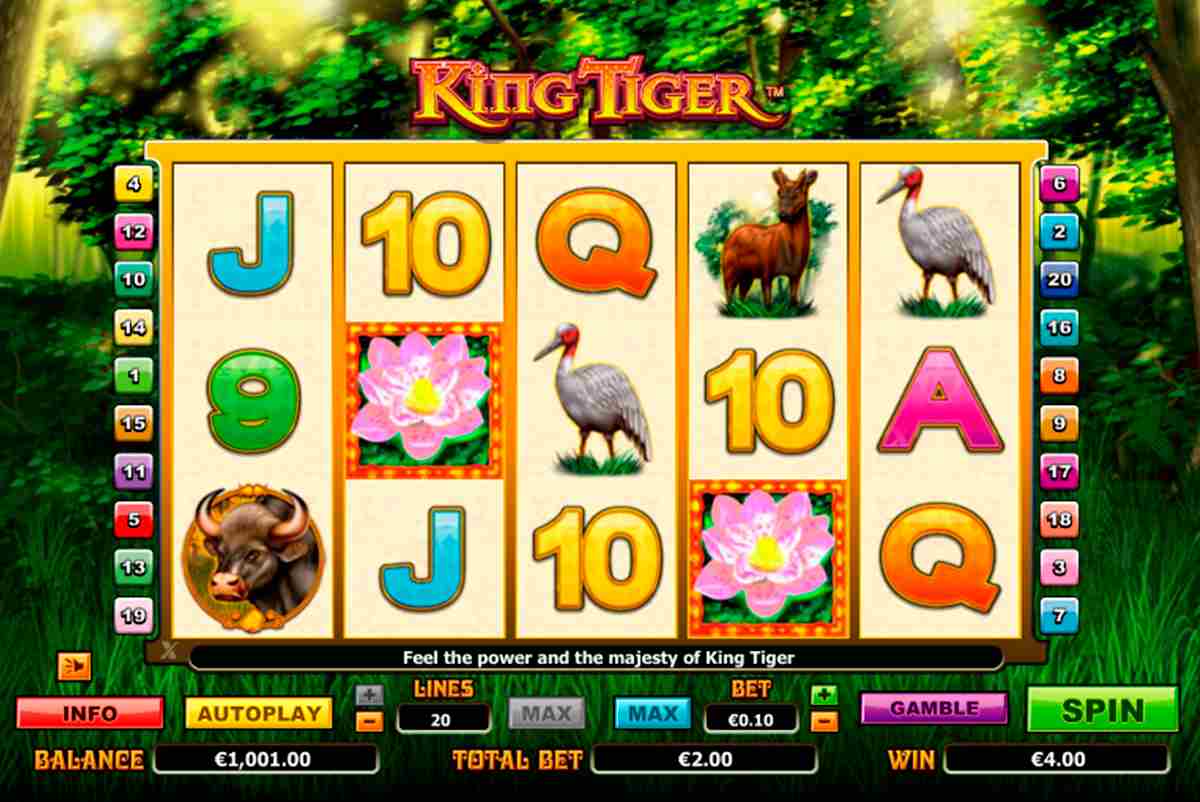 KING TIGER™
4 J 10 Q 6
12 2
10 20
14 16
1 9 10 A 8
15 9
11 17
5 J 10 Q 18
13 3
19 7
Feel the power and the majesty of King Tiger
LINES BET
INFO AUTOPLAY + - 20 MAX MAX €0.10 + - GAMBLE SPIN
BALANCE €1,001.00 TOTAL BET €2.00 WIN €4.00